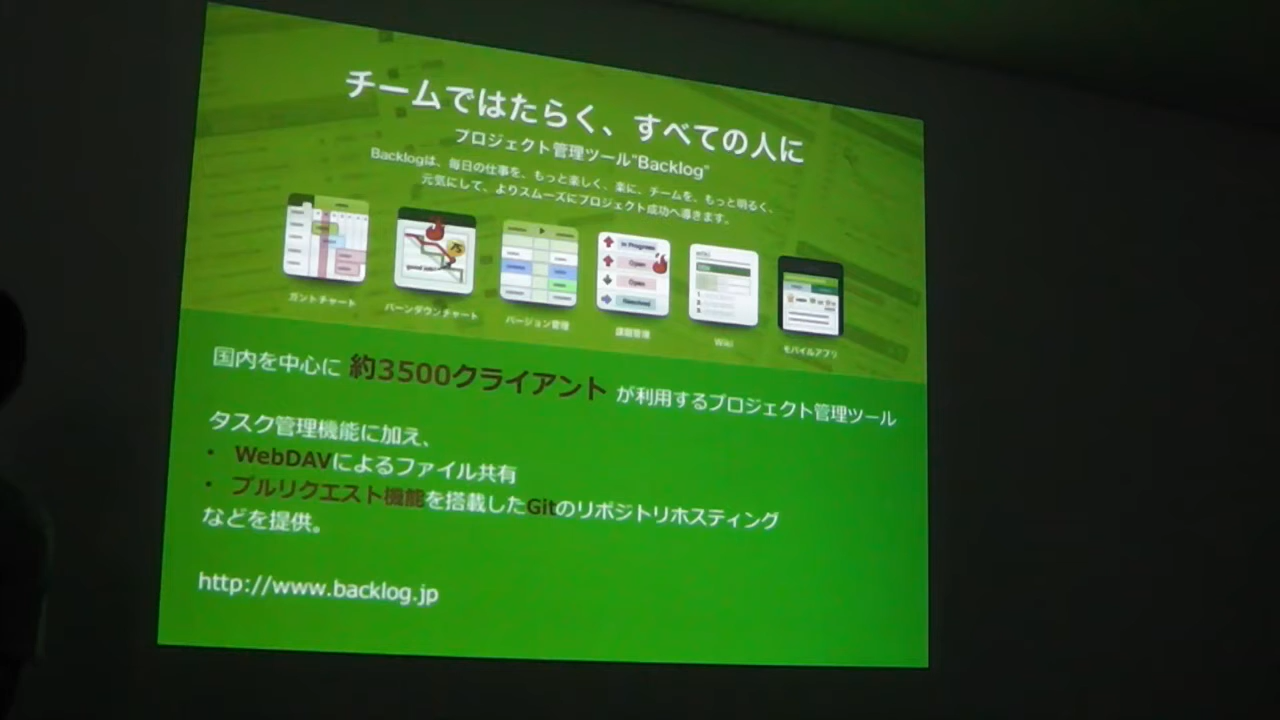 チームではたらく、すべての人に
プロジェクト管理ツール"Backlog"
Backlogは、毎日の仕事を、もっと楽しく、楽に、チームを、もっと明るく、
元気にして、よりスムーズにプロジェクト成功へ導きます。
In Progress
Open
Open
Resolved
wiki
ガントチャート
バーンダウンチャート
バージョン管理
課題管理
Wiki
モバイルアプリ
国内を中心に 約3500クライアント が利用するプロジェクト管理ツール
タスク管理機能に加え、
• WebDAVによるファイル共有
• プルリクエスト機能を搭載したGitのリポジトリホスティング
などを提供。
http://www.backlog.jp